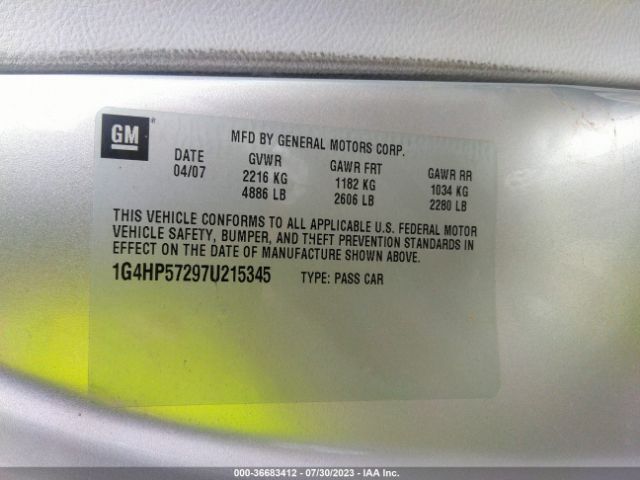 GM ®
MFD BY GENERAL MOTORS CORP.
DATE GVWR GAWR FRT GAWR RR
04/07 2216 KG 1182 KG 1034 KG
4886 LB 2606 LB 2280 LB
THIS VEHICLE CONFORMS TO ALL APPLICABLE U.S. FEDERAL MOTOR
VEHICLE SAFETY, BUMPER, AND THEFT PREVENTION STANDARDS IN
EFFECT ON THE DATE OF MANUFACTURE SHOWN ABOVE.
1G4HP57297U215345 TYPE: PASS CAR
000-36683412 / 07/30/2023 - IAA Inc.